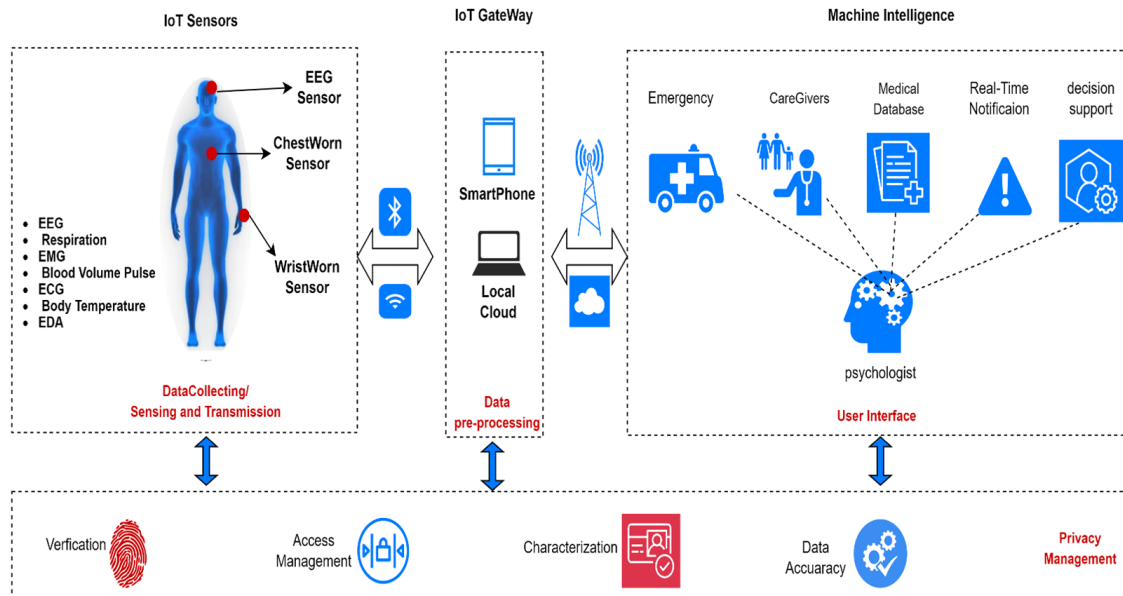 IoT Sensors
IoT GateWay
Machine Intelligence
EEG
Sensor
ChestWorn
Sensor
WristWorn
Sensor
• EEG
• Respiration
• EMG
• Blood Volume Pulse
• ECG
• Body Temperature
• EDA
DataCollecting/
Sensing and Transmission
SmartPhone
Local
Cloud
Data
pre-processing
Emergency
CareGivers
Medical
Database
Real-Time
Notificaion
decision
support
psychologist
User Interface
Verfication
Access
Management
Characterization
Data
Accuaracy
Privacy
Management